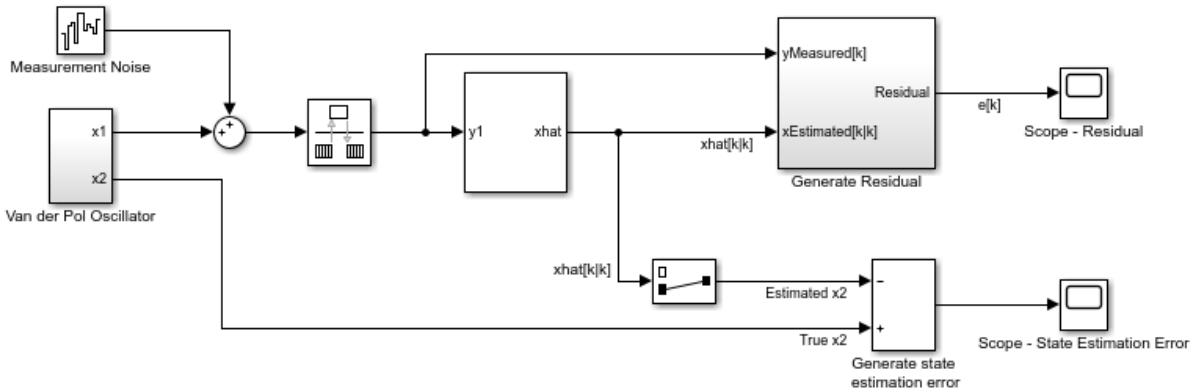 Measurement Noise
x1
x2
Van der Pol Oscillator
y1
xhat
xhat[k|k]
yMeasured[k]
xEstimated[k|k]
Residual
Generate Residual
e[k]
Scope - Residual
xhat[k|k]
Estimated x2
True x2
Generate state
estimation error
Scope - State Estimation Error